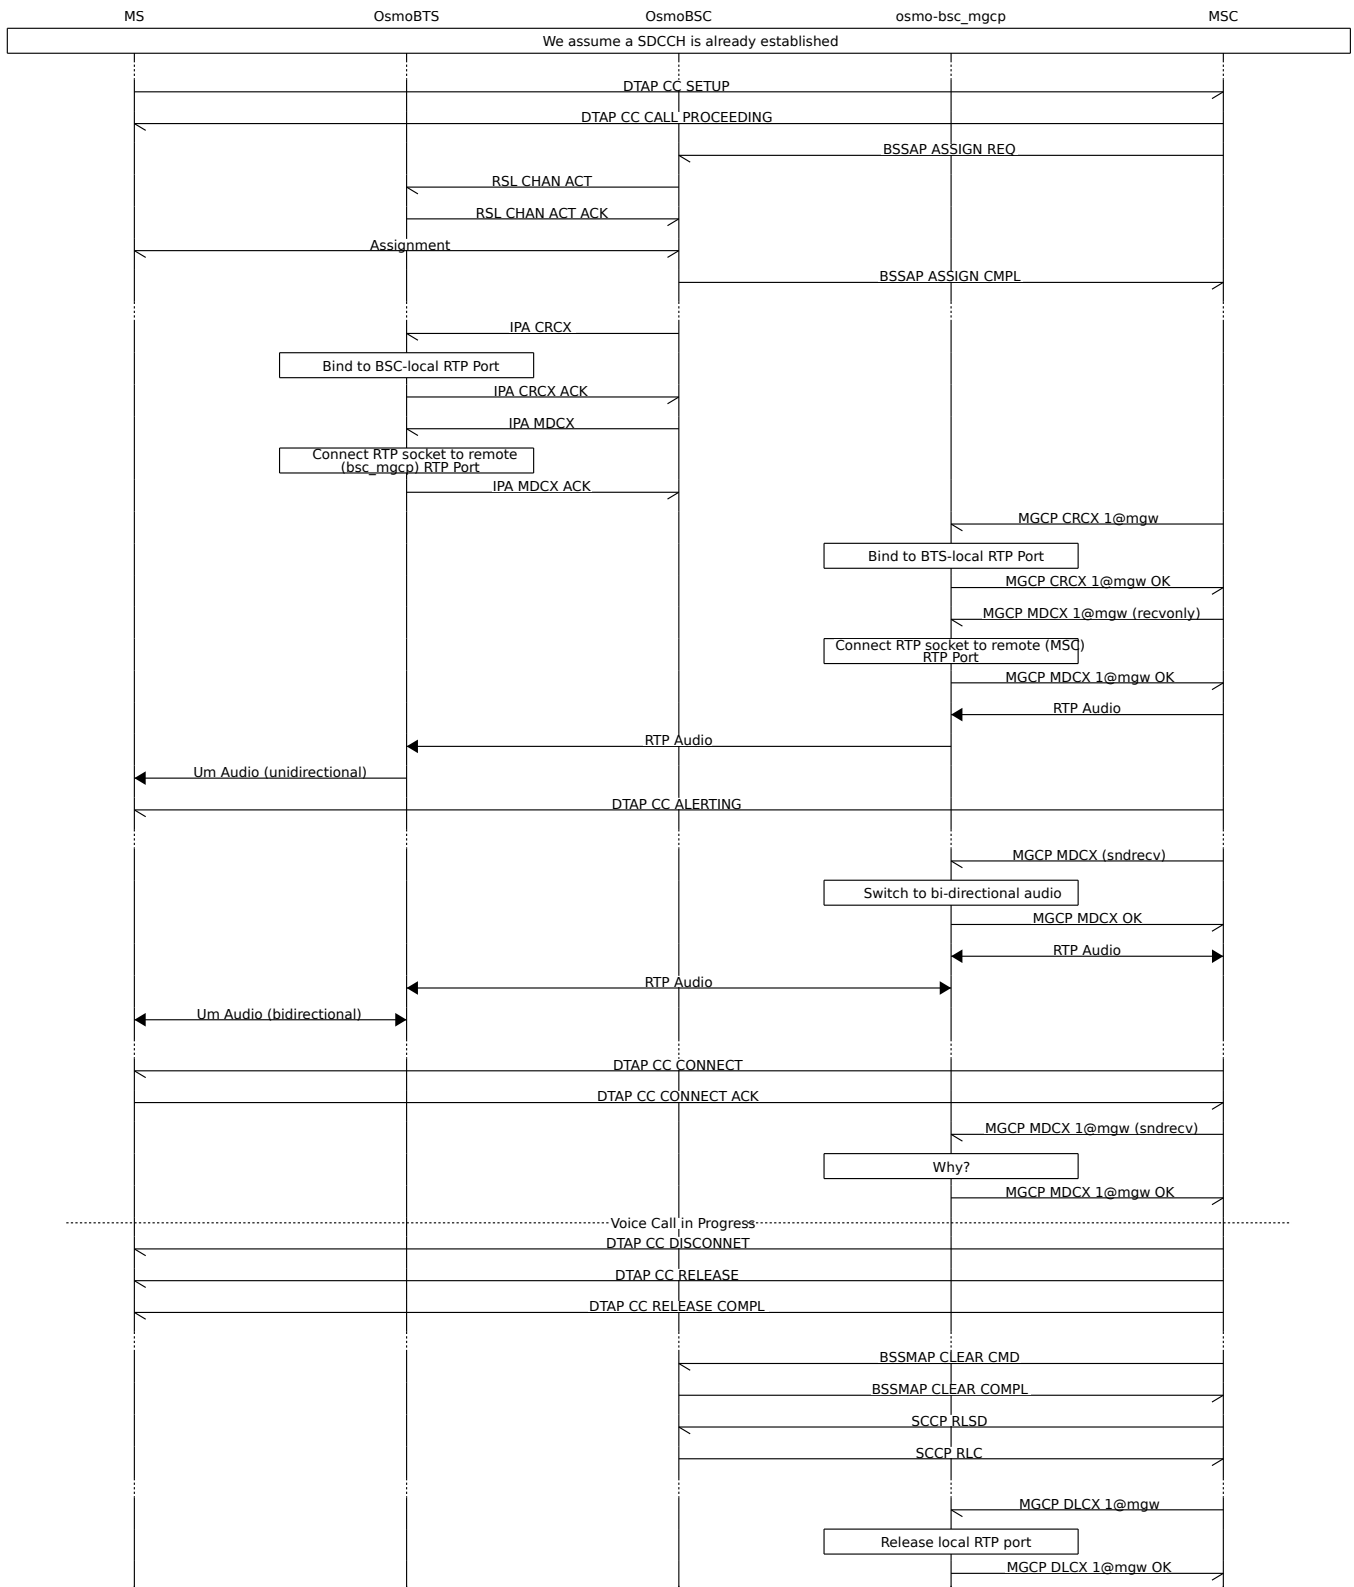 MS OsmoBTS OsmoBSC osmo-bsc_mgcp MSC
We assume a SDCCH is already established
DTAP CC SETUP
DTAP CC CALL PROCEEDING
BSSAP ASSIGN REQ
RSL CHAN ACT
RSL CHAN ACT ACK
Assignment
BSSAP ASSIGN CMPL
IPA CRCX
Bind to BSC-local RTP Port
IPA CRCX ACK
IPA MDCX
Connect RTP socket to remote
(bsc_mgcp) RTP Port
IPA MDCX ACK
MGCP CRCX 1@mgw
Bind to BTS-local RTP Port
MGCP CRCX 1@mgw OK
MGCP MDCX 1@mgw (recvonly)
Connect RTP socket to remote (MSC)
RTP Port
MGCP MDCX 1@mgw OK
RTP Audio
RTP Audio
Um Audio (unidirectional)
DTAP CC ALERTING
MGCP MDCX (sndrecv)
Switch to bi-directional audio
MGCP MDCX OK
RTP Audio
RTP Audio
Um Audio (bidirectional)
DTAP CC CONNECT
DTAP CC CONNECT ACK
MGCP MDCX 1@mgw (sndrecv)
Why?
MGCP MDCX 1@mgw OK
Voice Call in Progress
DTAP CC DISCONNET
DTAP CC RELEASE
DTAP CC RELEASE COMPL
BSSMAP CLEAR CMD
BSSMAP CLEAR COMPL
SCCP RLSD
SCCP RLC
MGCP DLCX 1@mgw
Release local RTP port
MGCP DLCX 1@mgw OK